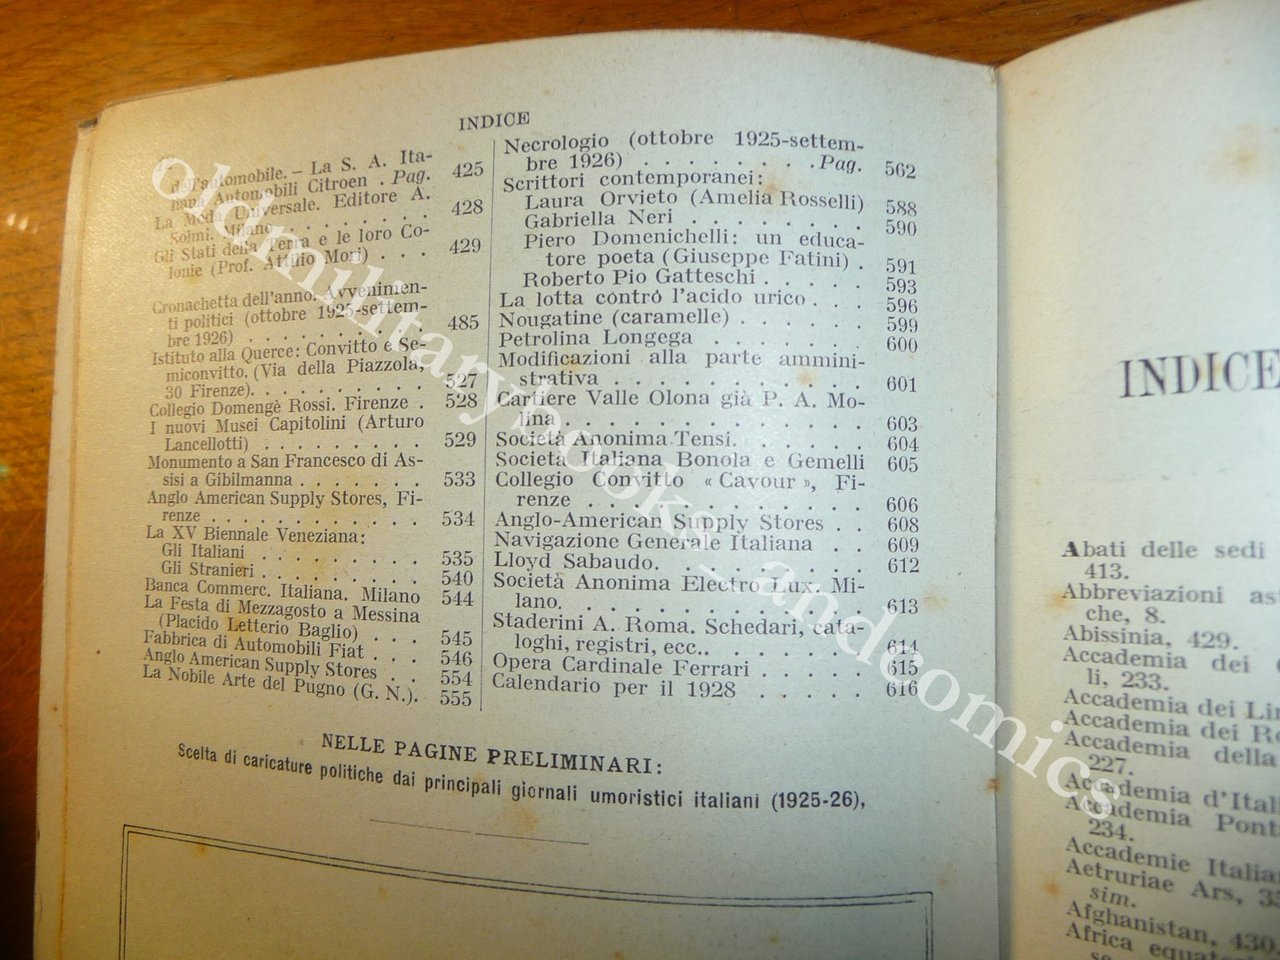 INDICE
dell'automobile. – La S. A. Ita-
liana Automobili Citroen . Pag. 425
La Moda Universale. Editore A.
Solmi. Milano . . . . . . 428
Gli Stati della Terra e le loro Co-
lonie (Prof. Attilio Mori) . . . 429
Cronachetta dell'anno. Avvenimen-
ti politici (ottobre 1925-settem-
bre 1926) . . . . . . . . 485
Istituto alla Querce: Convitto e Se-
miconvitto. (Via della Piazzola,
30 Firenze). . . . . . . . 527
Collegio Domengè Rossi. Firenze . 528
I nuovi Musei Capitolini (Arturo
Lancellotti) . . . . . . . 529
Monumento a San Francesco di As-
sisi a Gibilmanna . . . . . . 533
Anglo American Supply Stores, Fi-
renze . . . . . . . . . . 534
La XV Biennale Veneziana:
Gli Italiani . . . . . . . 535
Gli Stranieri . . . . . . . 540
Banca Commerc. Italiana. Milano 544
La Festa di Mezzagosto a Messina
(Placido Letterio Baglio) . . . 545
Fabbrica di Automobili Fiat . . . 546
Anglo American Supply Stores . . 554
La Nobile Arte del Pugno (G. N.). 555
Necrologio (ottobre 1925-settem-
bre 1926) . . . . . . . . Pag. 562
Scrittori contemporanei:
Laura Orvieto (Amelia Rosselli) 588
Gabriella Neri . . . . . . . 590
Piero Domenichelli: un educa-
tore poeta (Giuseppe Fatini) . 591
Roberto Pio Gatteschi . . . . . 593
La lotta contro l'acido urico . . . 596
Nougatine (caramelle) . . . . . . 599
Petrolina Longega . . . . . . . 600
Modificazioni alla parte ammini-
strativa . . . . . . . . . . . 601
Cartiere Valle Olona già P. A. Mo-
lina . . . . . . . . . . . . . 603
Società Anonima Tensi. . . . . . 604
Società Italiana Bonola e Gemelli 605
Collegio Convitto « Cavour », Fi-
renze . . . . . . . . . . . . 606
Anglo-American Supply Stores . . 608
Navigazione Generale Italiana . . 609
Lloyd Sabaudo. . . . . . . . . 612
Società Anonima Electro Lux. Mi-
lano. . . . . . . . . . . . . 613
Staderini A. Roma. Schedari, cata-
loghi, registri, ecc.. . . . . . . 614
Opera Cardinale Ferrari . . . . . 615
Calendario per il 1928 . . . . . 616
NELLE PAGINE PRELIMINARI:
Scelta di caricature politiche dai principali giornali umoristici italiani (1925-26),
INDICE
Abati delle sedi
413.
Abbreviazioni
che, 8.
Abissinia, 429.
Accademia dei
li, 233.
Accademia dei
Accademia dei
Accademia della
227.
Accademia
Accademia
234.
Accademie
Aetruriae Ars,
sim.
Afghanistan, 430,
Africa
oldmilitarybooks_andcomics